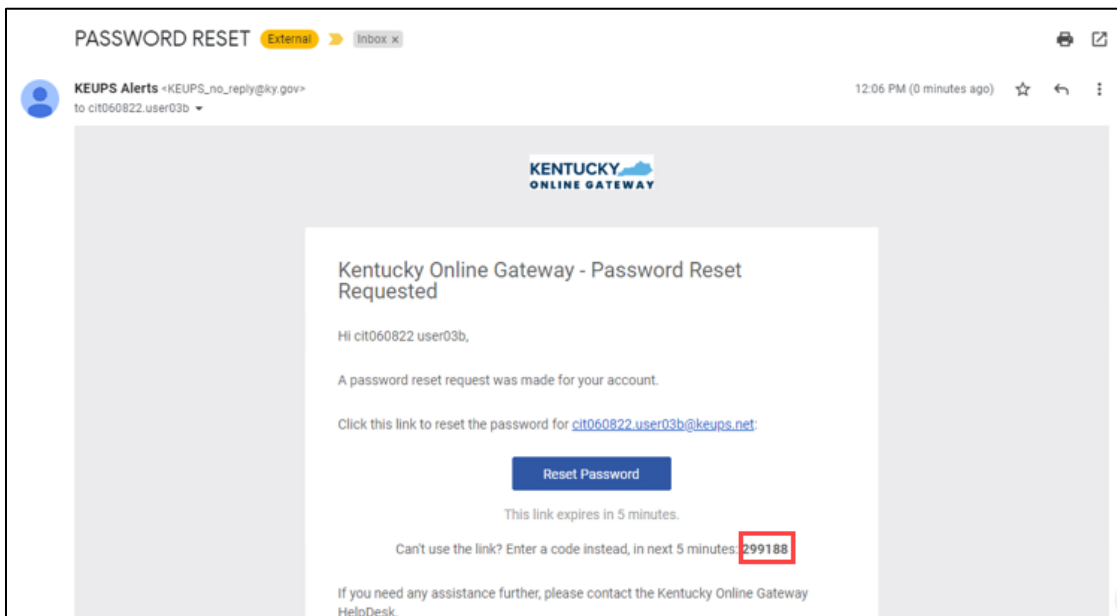 PASSWORD RESET External Inbox x
KEUPS Alerts <KEUPS_no_reply@ky.gov> 12:06 PM (0 minutes ago)
to cit060822.user03b
KENTUCKY
ONLINE GATEWAY
Kentucky Online Gateway - Password Reset
Requested
Hi cit060822 user03b,
A password reset request was made for your account.
Click this link to reset the password for cit060822.user03b@keups.net:
Reset Password
This link expires in 5 minutes.
Can't use the link? Enter a code instead, in next 5 minutes: 299188
If you need any assistance further, please contact the Kentucky Online Gateway
HelpDesk.